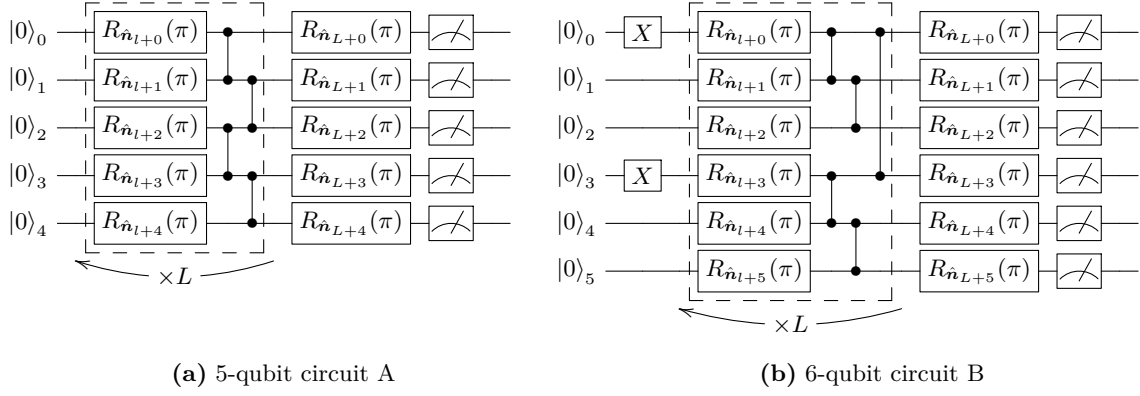 |0⟩₀ R_{n̂_{l+0}}(π) R_{n̂_{L+0}}(π)
|0⟩₁ R_{n̂_{l+1}}(π) R_{n̂_{L+1}}(π)
|0⟩₂ R_{n̂_{l+2}}(π) R_{n̂_{L+2}}(π)
|0⟩₃ R_{n̂_{l+3}}(π) R_{n̂_{L+3}}(π)
|0⟩₄ R_{n̂_{l+4}}(π) R_{n̂_{L+4}}(π)
×L
(a) 5-qubit circuit A
|0⟩₀ X R_{n̂_{l+0}}(π) R_{n̂_{L+0}}(π)
|0⟩₁ R_{n̂_{l+1}}(π) R_{n̂_{L+1}}(π)
|0⟩₂ R_{n̂_{l+2}}(π) R_{n̂_{L+2}}(π)
|0⟩₃ X R_{n̂_{l+3}}(π) R_{n̂_{L+3}}(π)
|0⟩₄ R_{n̂_{l+4}}(π) R_{n̂_{L+4}}(π)
|0⟩₅ R_{n̂_{l+5}}(π) R_{n̂_{L+5}}(π)
×L
(b) 6-qubit circuit B